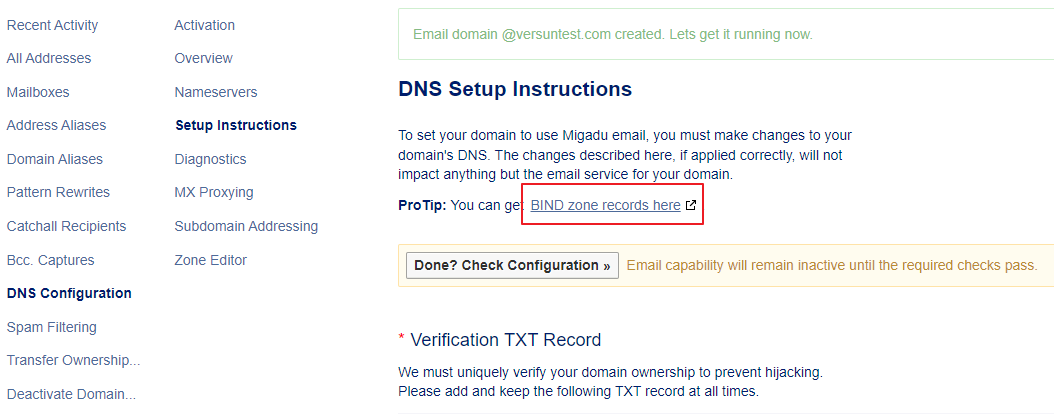 Recent Activity
All Addresses
Mailboxes
Address Aliases
Domain Aliases
Pattern Rewrites
Catchall Recipients
Bcc. Captures
DNS Configuration
Spam Filtering
Transfer Ownership...
Deactivate Domain...
Activation
Overview
Nameservers
Setup Instructions
Diagnostics
MX Proxying
Subdomain Addressing
Zone Editor
Email domain @versuntest.com created. Lets get it running now.
DNS Setup Instructions
To set your domain to use Migadu email, you must make changes to your
domain's DNS. The changes described here, if applied correctly, will not
impact anything but the email service for your domain.
ProTip: You can get BIND zone records here
Done? Check Configuration » Email capability will remain inactive until the required checks pass.
* Verification TXT Record
We must uniquely verify your domain ownership to prevent hijacking.
Please add and keep the following TXT record at all times.